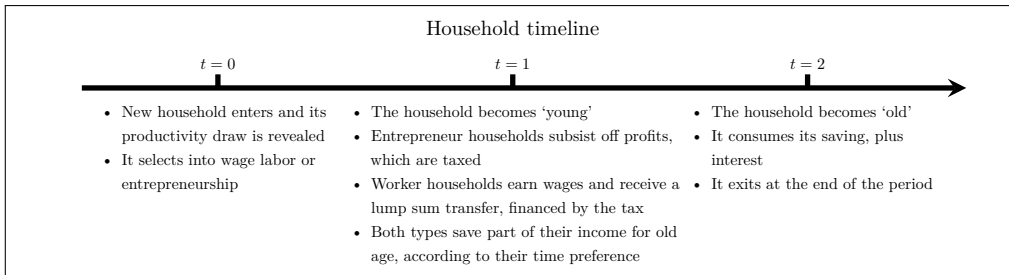 Household timeline
t = 0
t = 1
t = 2
• New household enters and its
productivity draw is revealed
• It selects into wage labor or
entrepreneurship
• The household becomes ‘young’
• Entrepreneur households subsist off profits,
which are taxed
• Worker households earn wages and receive a
lump sum transfer, financed by the tax
• Both types save part of their income for old
age, according to their time preference
• The household becomes ‘old’
• It consumes its saving, plus
interest
• It exits at the end of the period